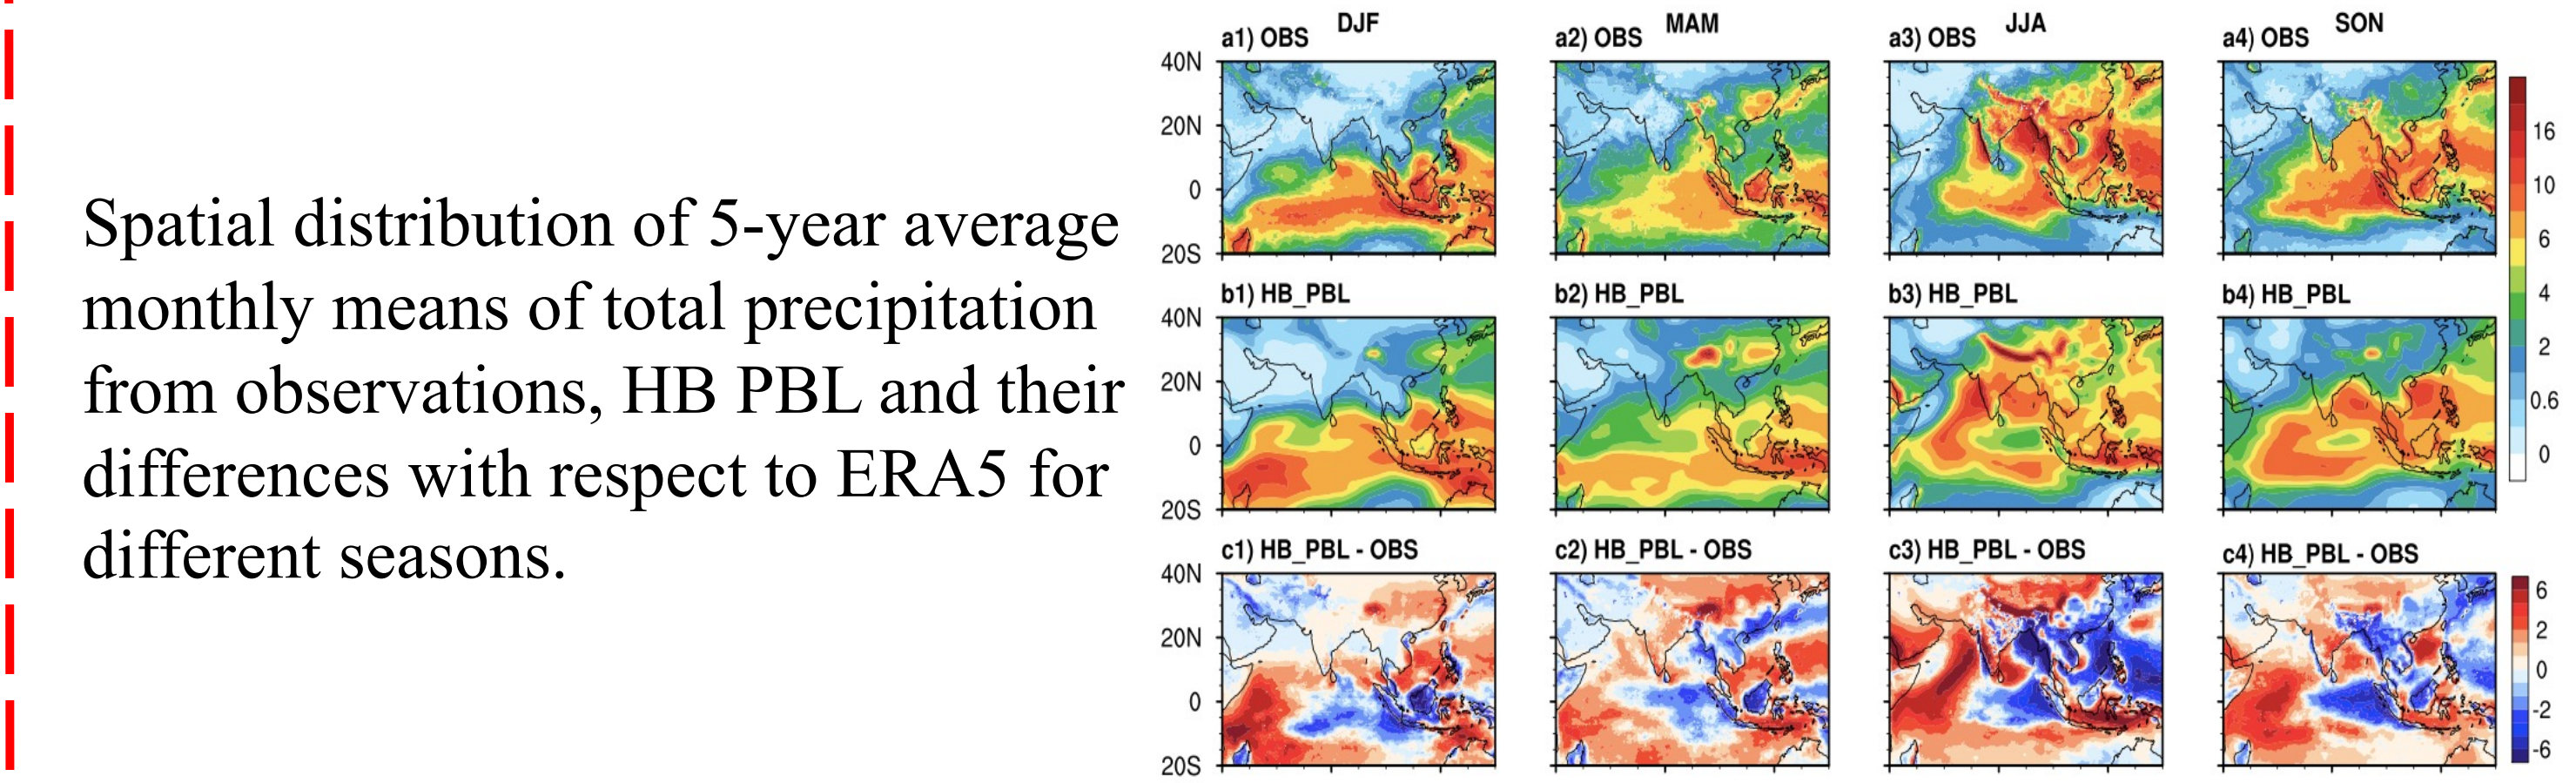 Spatial distribution of 5-year average
monthly means of total precipitation
from observations, HB PBL and their
differences with respect to ERA5 for
different seasons.
DJF MAM JJA SON
a1) OBS a2) OBS a3) OBS a4) OBS
40N
20N
0
20S
16
10
6
4
2
0.6
0
b1) HB_PBL b2) HB_PBL b3) HB_PBL b4) HB_PBL
40N
20N
0
20S
c1) HB_PBL - OBS c2) HB_PBL - OBS c3) HB_PBL - OBS c4) HB_PBL - OBS
40N
20N
0
20S
6
2
0
-2
-6